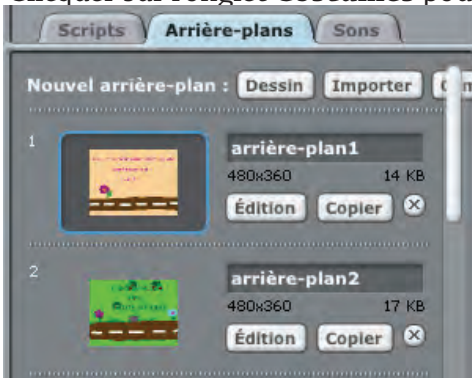 Scripts Arrière-plans Sons
Nouvel arrière-plan : Dessin Importer
1
arrière-plan1
480x360 14 KB
Édition Copier
2
arrière-plan2
480x360 17 KB
Édition Copier